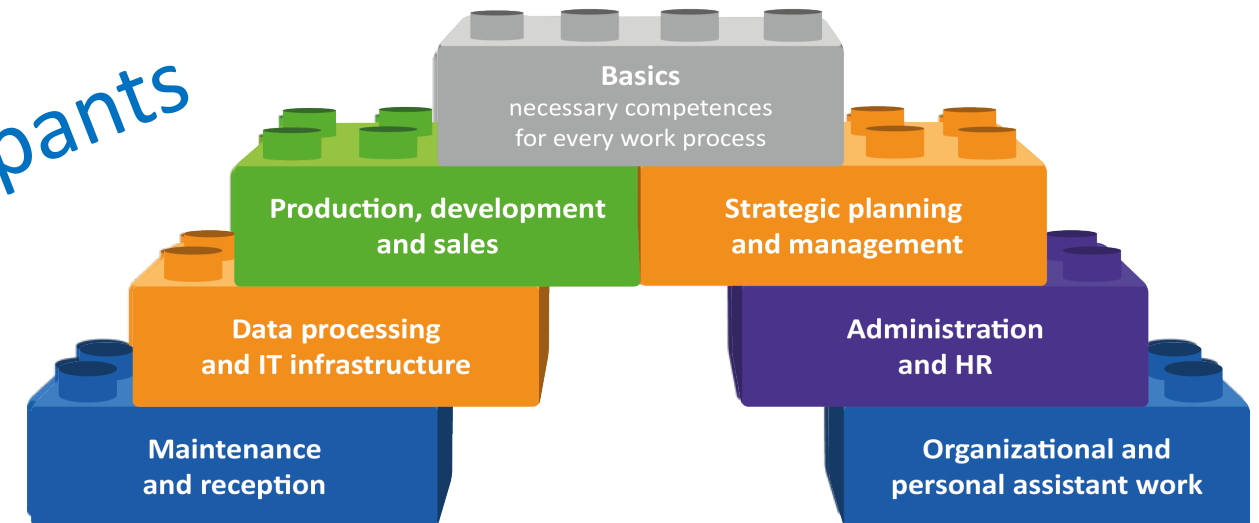 pants
Basics
necessary competences
for every work process
Production, development
and sales
Strategic planning
and management
Data processing
and IT infrastructure
Administration
and HR
Maintenance
and reception
Organizational and
personal assistant work